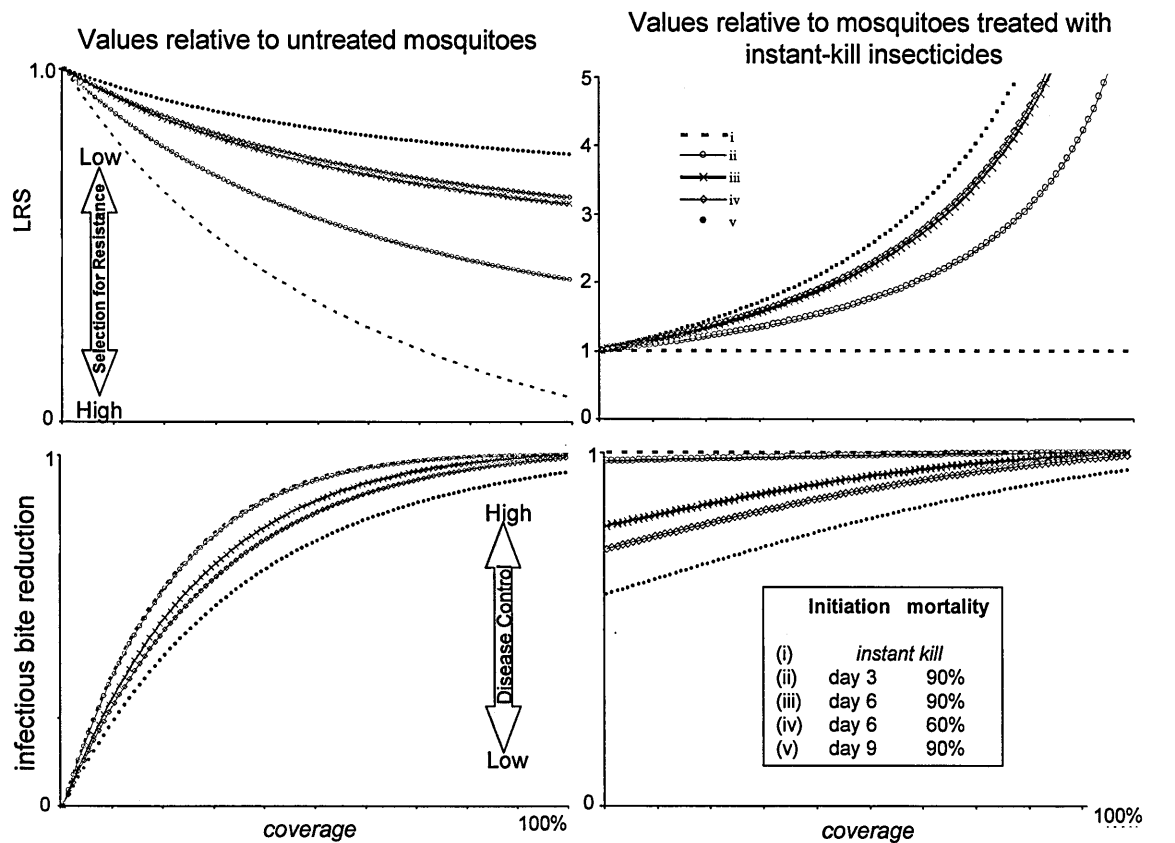 Values relative to untreated mosquitoes
1.0
Low
Selection for Resistance
High
LRS
0
Values relative to mosquitoes treated with
instant-kill insecticides
5
4
3
2
1
0
i
ii
iii
iv
v
1
infectious bite reduction
High
Disease Control
Low
0
coverage
100%
1
Initiation mortality
(i) instant kill
(ii) day 3 90%
(iii) day 6 90%
(iv) day 6 60%
(v) day 9 90%
0
coverage
100%